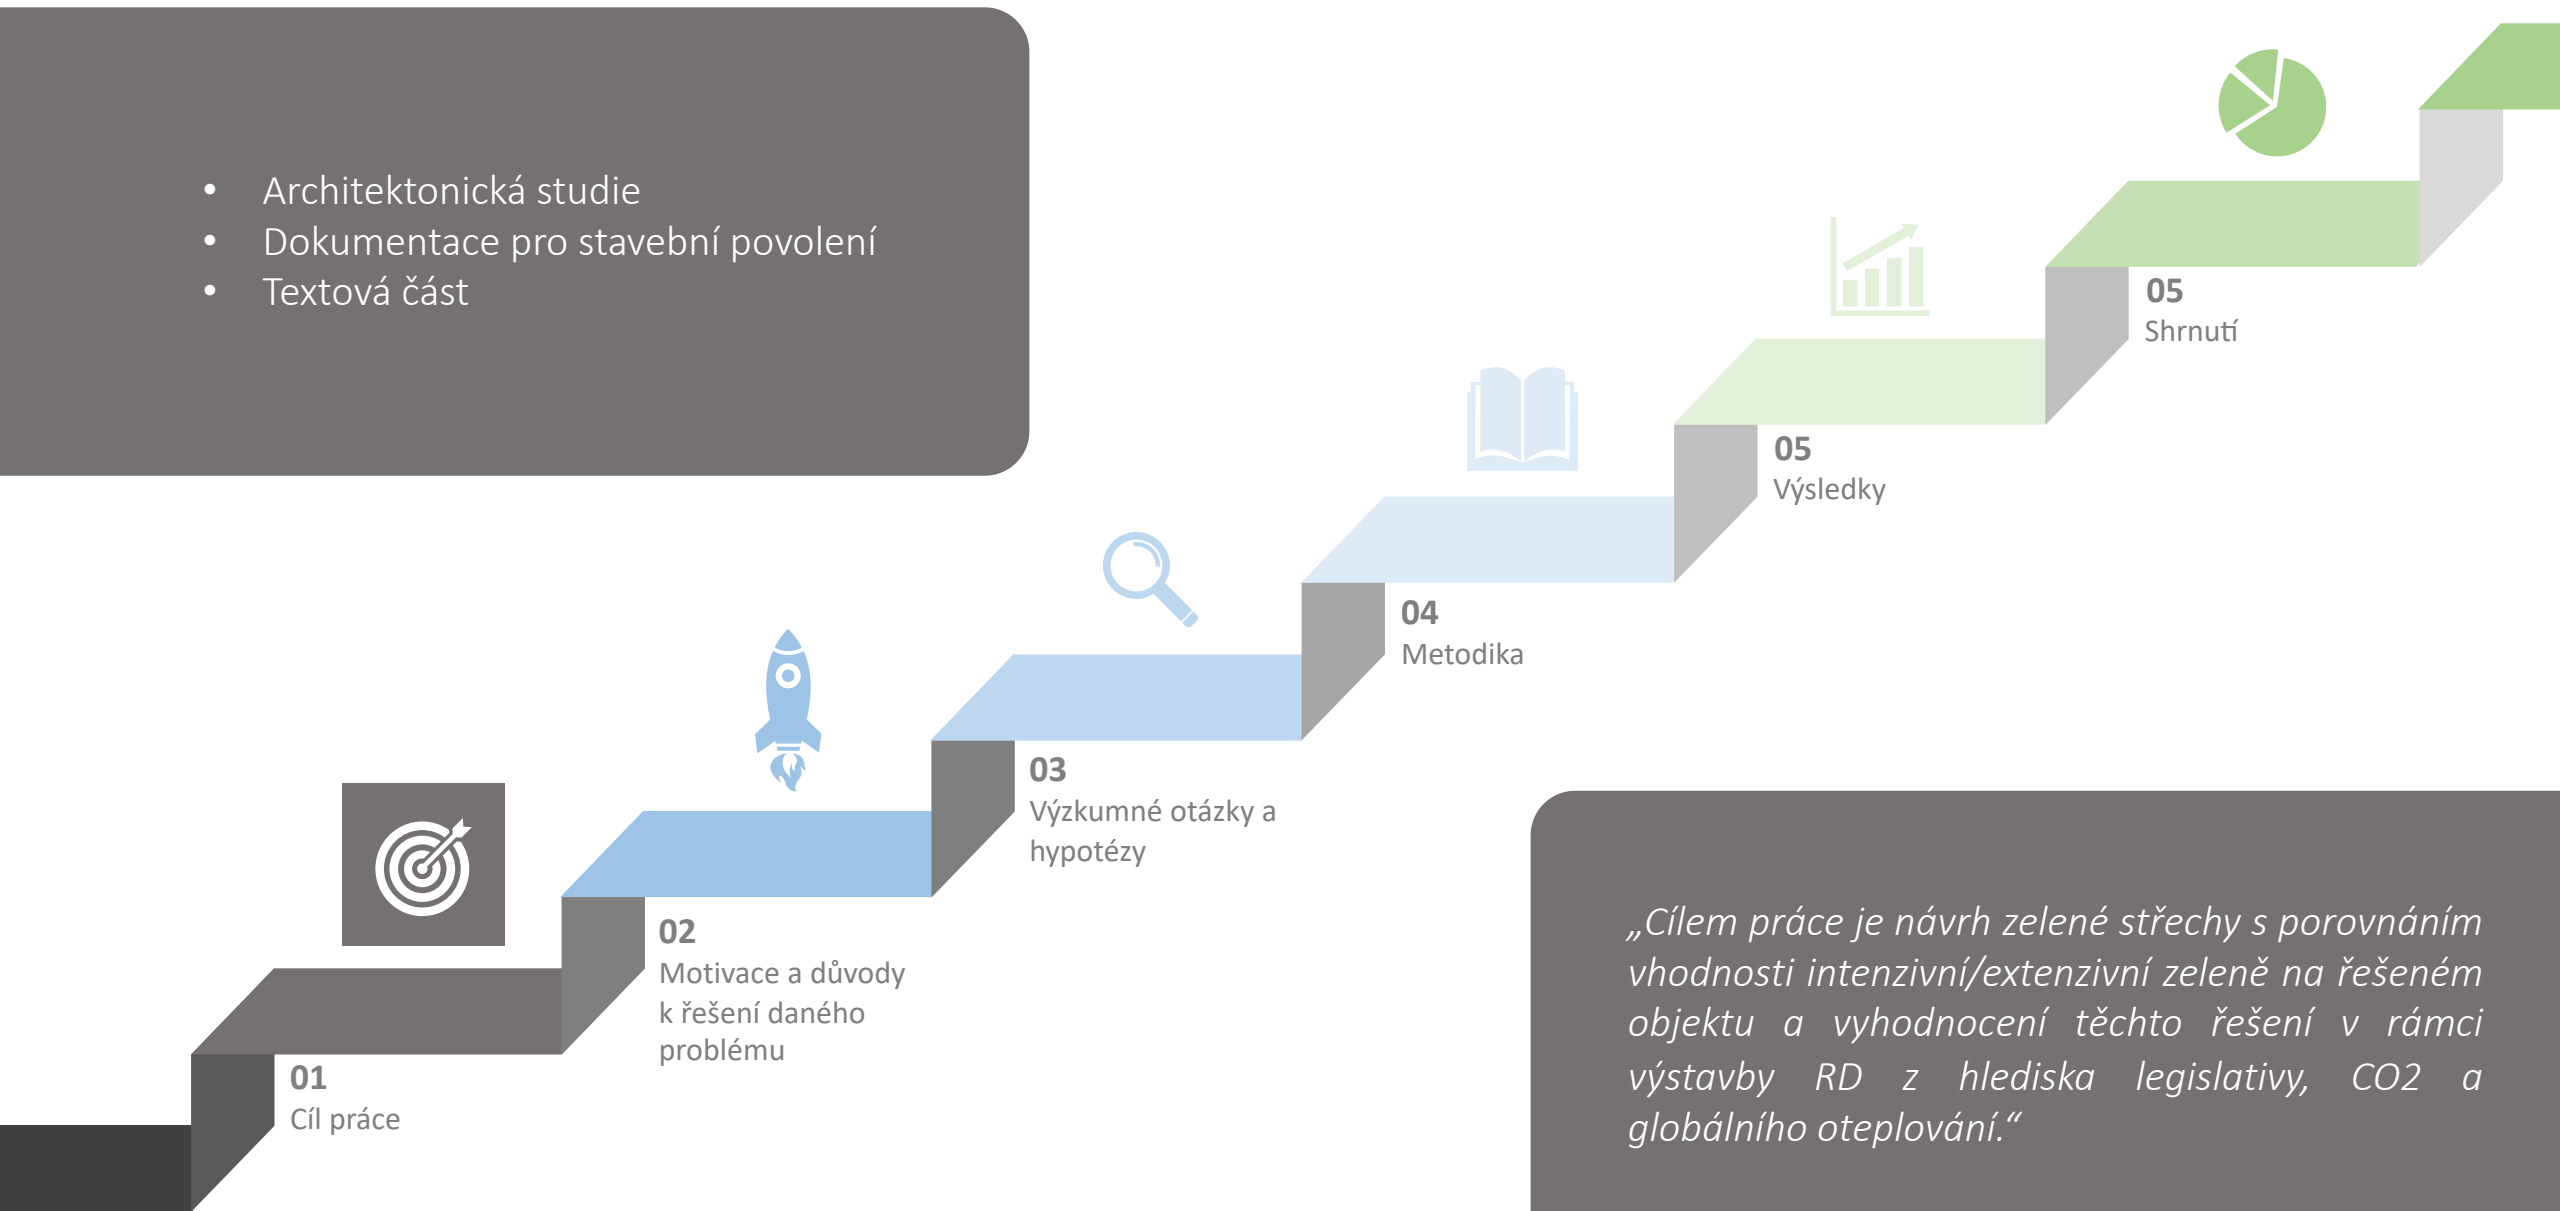 • Architektonická studie
• Dokumentace pro stavební povolení
• Textová část
01
Cíl práce
02
Motivace a důvody
k řešení daného
problému
03
Výzkumné otázky a
hypotézy
04
Metodika
05
Výsledky
05
Shrnutí
„Cílem práce je návrh zelené střechy s porovnáním
vhodnosti intenzivní/extenzivní zeleně na řešeném
objektu a vyhodnocení těchto řešení v rámci
výstavby RD z hlediska legislativy, CO2 a
globálního oteplování.“